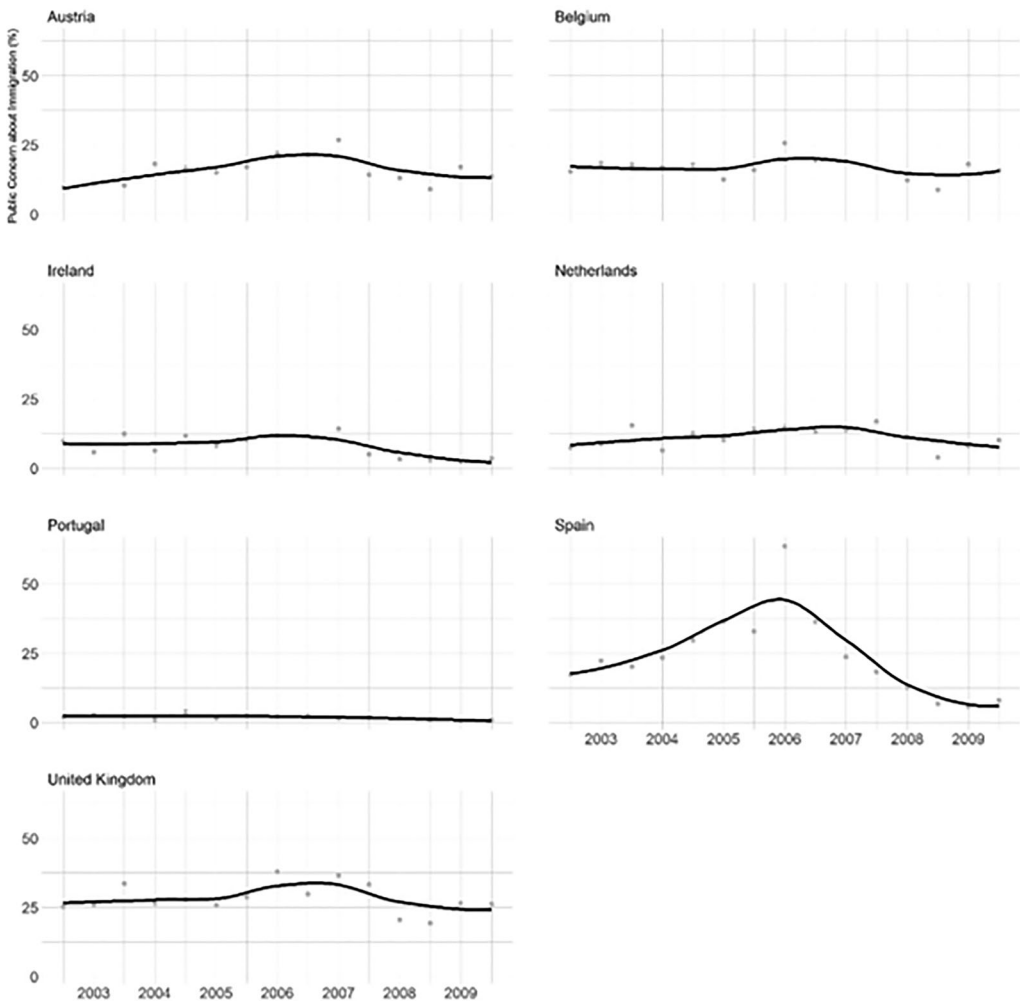 Austria
Belgium
Public Concern about Immigration (%)
50
25
0
Ireland
Netherlands
50
25
0
Portugal
Spain
50
25
0
2003 2004 2005 2006 2007 2008 2009
United Kingdom
50
25
0
2003 2004 2005 2006 2007 2008 2009